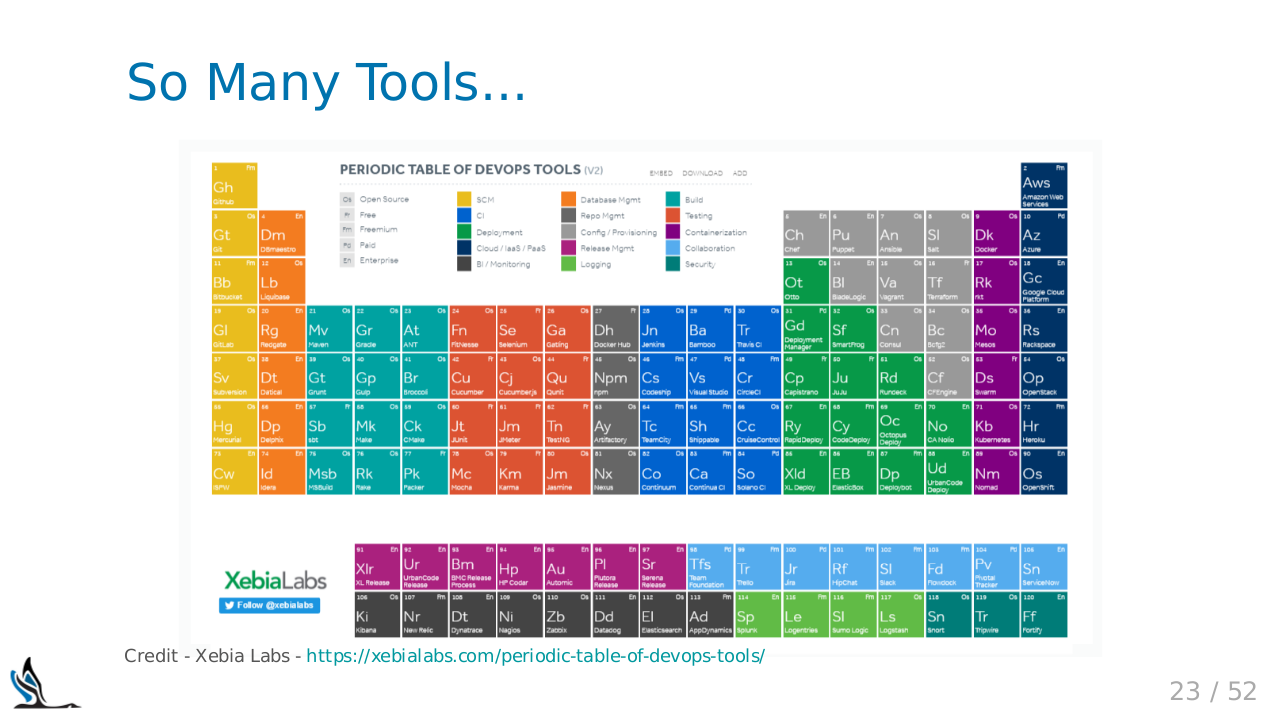 So Many Tools...
PERIODIC TABLE OF DEVOPS TOOLS (V2)
EMBED DOWNLOAD ADD
Os Open Source
Fr Free
Fm Freemium
Pd Paid
En Enterprise
SCM
CI
Deployment
Cloud / IaaS / PaaS
BI / Monitoring
Database Mgmt
Repo Mgmt
Config / Provisioning
Release Mgmt
Logging
Build
Testing
Containerization
Collaboration
Security
1 Fm 2 Fm
Gh Aws
Github Amazon Web Services
3 Os 4 En 5 En 6 En 7 Os 8 Os 9 Os 10 Pd
Gt Dm Ch Pu An Sl Dk Az
Git DBmaestro Chef Puppet Ansible Salt Docker Azure
11 Fm 12 Os 13 Os 14 En 15 Os 16 Fr 17 Os 18 En
Bb Lb Ot Bl Va Tf Rk Gc
Bitbucket Liquibase Otto BladeLogic Vagrant Terraform rkt Google Cloud Platform
19 Os 20 En 21 Os 22 Os 23 Os 24 Os 25 Fr 26 Os 27 Fr 28 Os 29 Pd 30 Os 31 Pd 32 Os 33 Os 34 Os 35 Os 36 En
Gl Rg Mv Gr At Fn Se Ga Dh Jn Ba Tr Gd Sf Cn Bc Mo Rs
GitLab Redgate Maven Gradle ANT FitNesse Selenium Gatling Docker Hub Jenkins Bamboo Travis CI Deployment Manager SmartFrog Consul Bcfg2 Mesos Rackspace
37 Os 38 En 39 Os 40 Os 41 Os 42 Fr 43 Os 44 Fr 45 Os 46 Fm 47 Pd 48 Fm 49 Fr 50 Fr 51 Os 52 Os 53 Fr 54 Os
Sv Dt Gt Gp Br Cu Cj Qu Npm Cs Vs Cr Cp Ju Rd Cf Ds Op
Subversion Datical Grunt Gulp Broccoli Cucumber Cucumber.js Qunit npm Codeship Visual Studio CircleCI Capistrano JuJu Rundeck CFEngine Swarm OpenStack
55 Os 56 En 57 Fr 58 Os 59 Os 60 Fr 61 Fr 62 Fr 63 Os 64 Fm 65 Fm 66 Os 67 En 68 Fm 69 En 70 En 71 Os 72 Fm
Hg Dp Sb Mk Ck Jt Jm Tn Ay Tc Sh Cc Ry Cy Oc No Kb Hr
Mercurial Delphix sbt Make CMake JUnit JMeter TestNG Artifactory TeamCity Shippable CruiseControl RapidDeploy CodeDeploy Octopus Deploy CA Nolio Kubernetes Heroku
73 En 74 En 75 Os 76 Os 77 Fr 78 Os 79 Fr 80 Os 81 Os 82 Os 83 Fm 84 Pd 85 En 86 En 87 Pm 88 En 89 Os 90 En
Cw Id Msb Rk Pk Mc Km Jm Nx Co Ca So Xld EB Dp Ud Nm Os
ISPW Idera MSBuild Rake Packer Mocha Karma Jasmine Nexus Continuum Continua CI Solano CI XL Deploy ElasticBox Deploybot UrbanCode Deploy Nomad OpenShift
91 En 92 En 93 En 94 En 95 En 96 En 97 En 98 Pd 99 Fm 100 Pd 101 Fm 102 Fm 103 Fm 104 Pd 105 En
Xlr Ur Bm Hp Au Pl Sr Tfs Tr Jr Rf Sl Fd Pv Sn
XL Release UrbanCode Release BMC Release Process HP Codar Automic Plutora Release Serena Release Team Foundation Trello Jira HipChat Slack Flowdock Pivotal Tracker ServiceNow
106 Os 107 Fm 108 En 109 Os 110 Os 111 En 112 En 113 Fm 114 En 115 Fm 116 Fm 117 Os 118 Os 119 Os 120 En
Ki Nr Dt Ni Zb Dd El Ad Sp Le Sl Ls Sn Tr Ff
Kibana New Relic Dynatrace Nagios Zabbix Datadog Elasticsearch AppDynamics Splunk Logentries Sumo Logic Logstash Snort Tripwire Fortify
XebiaLabs
Follow @xebialabs
Credit - Xebia Labs - https://xebialabs.com/periodic-table-of-devops-tools/
23 / 52